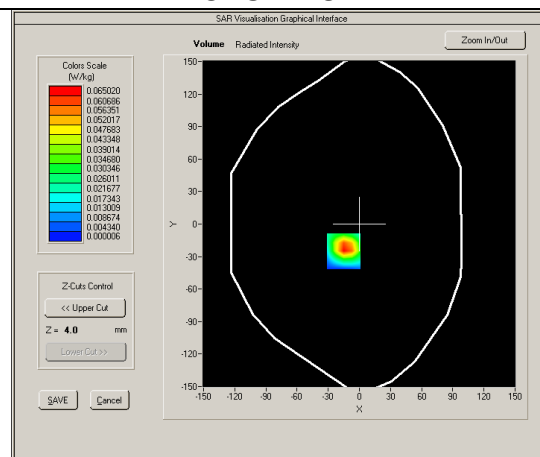 SAR Visualisation Graphical Interface
Volume Radiated Intensity
Zoom In/Out
Colors Scale
(W/kg)
0.065020
0.060686
0.056351
0.052017
0.047683
0.043348
0.039014
0.034680
0.030346
0.026011
0.021677
0.017343
0.013009
0.008674
0.004340
0.000006
Z-Cuts Control
<< Upper Cut
Z = 4.0 mm
Lower Cut >>
SAVE Cancel
150-
120-
90-
60-
30-
0-
-30-
-60-
-90-
-120-
-150-
Y
-150 -120 -90 -60 -30 0 30 60 90 120 150
X